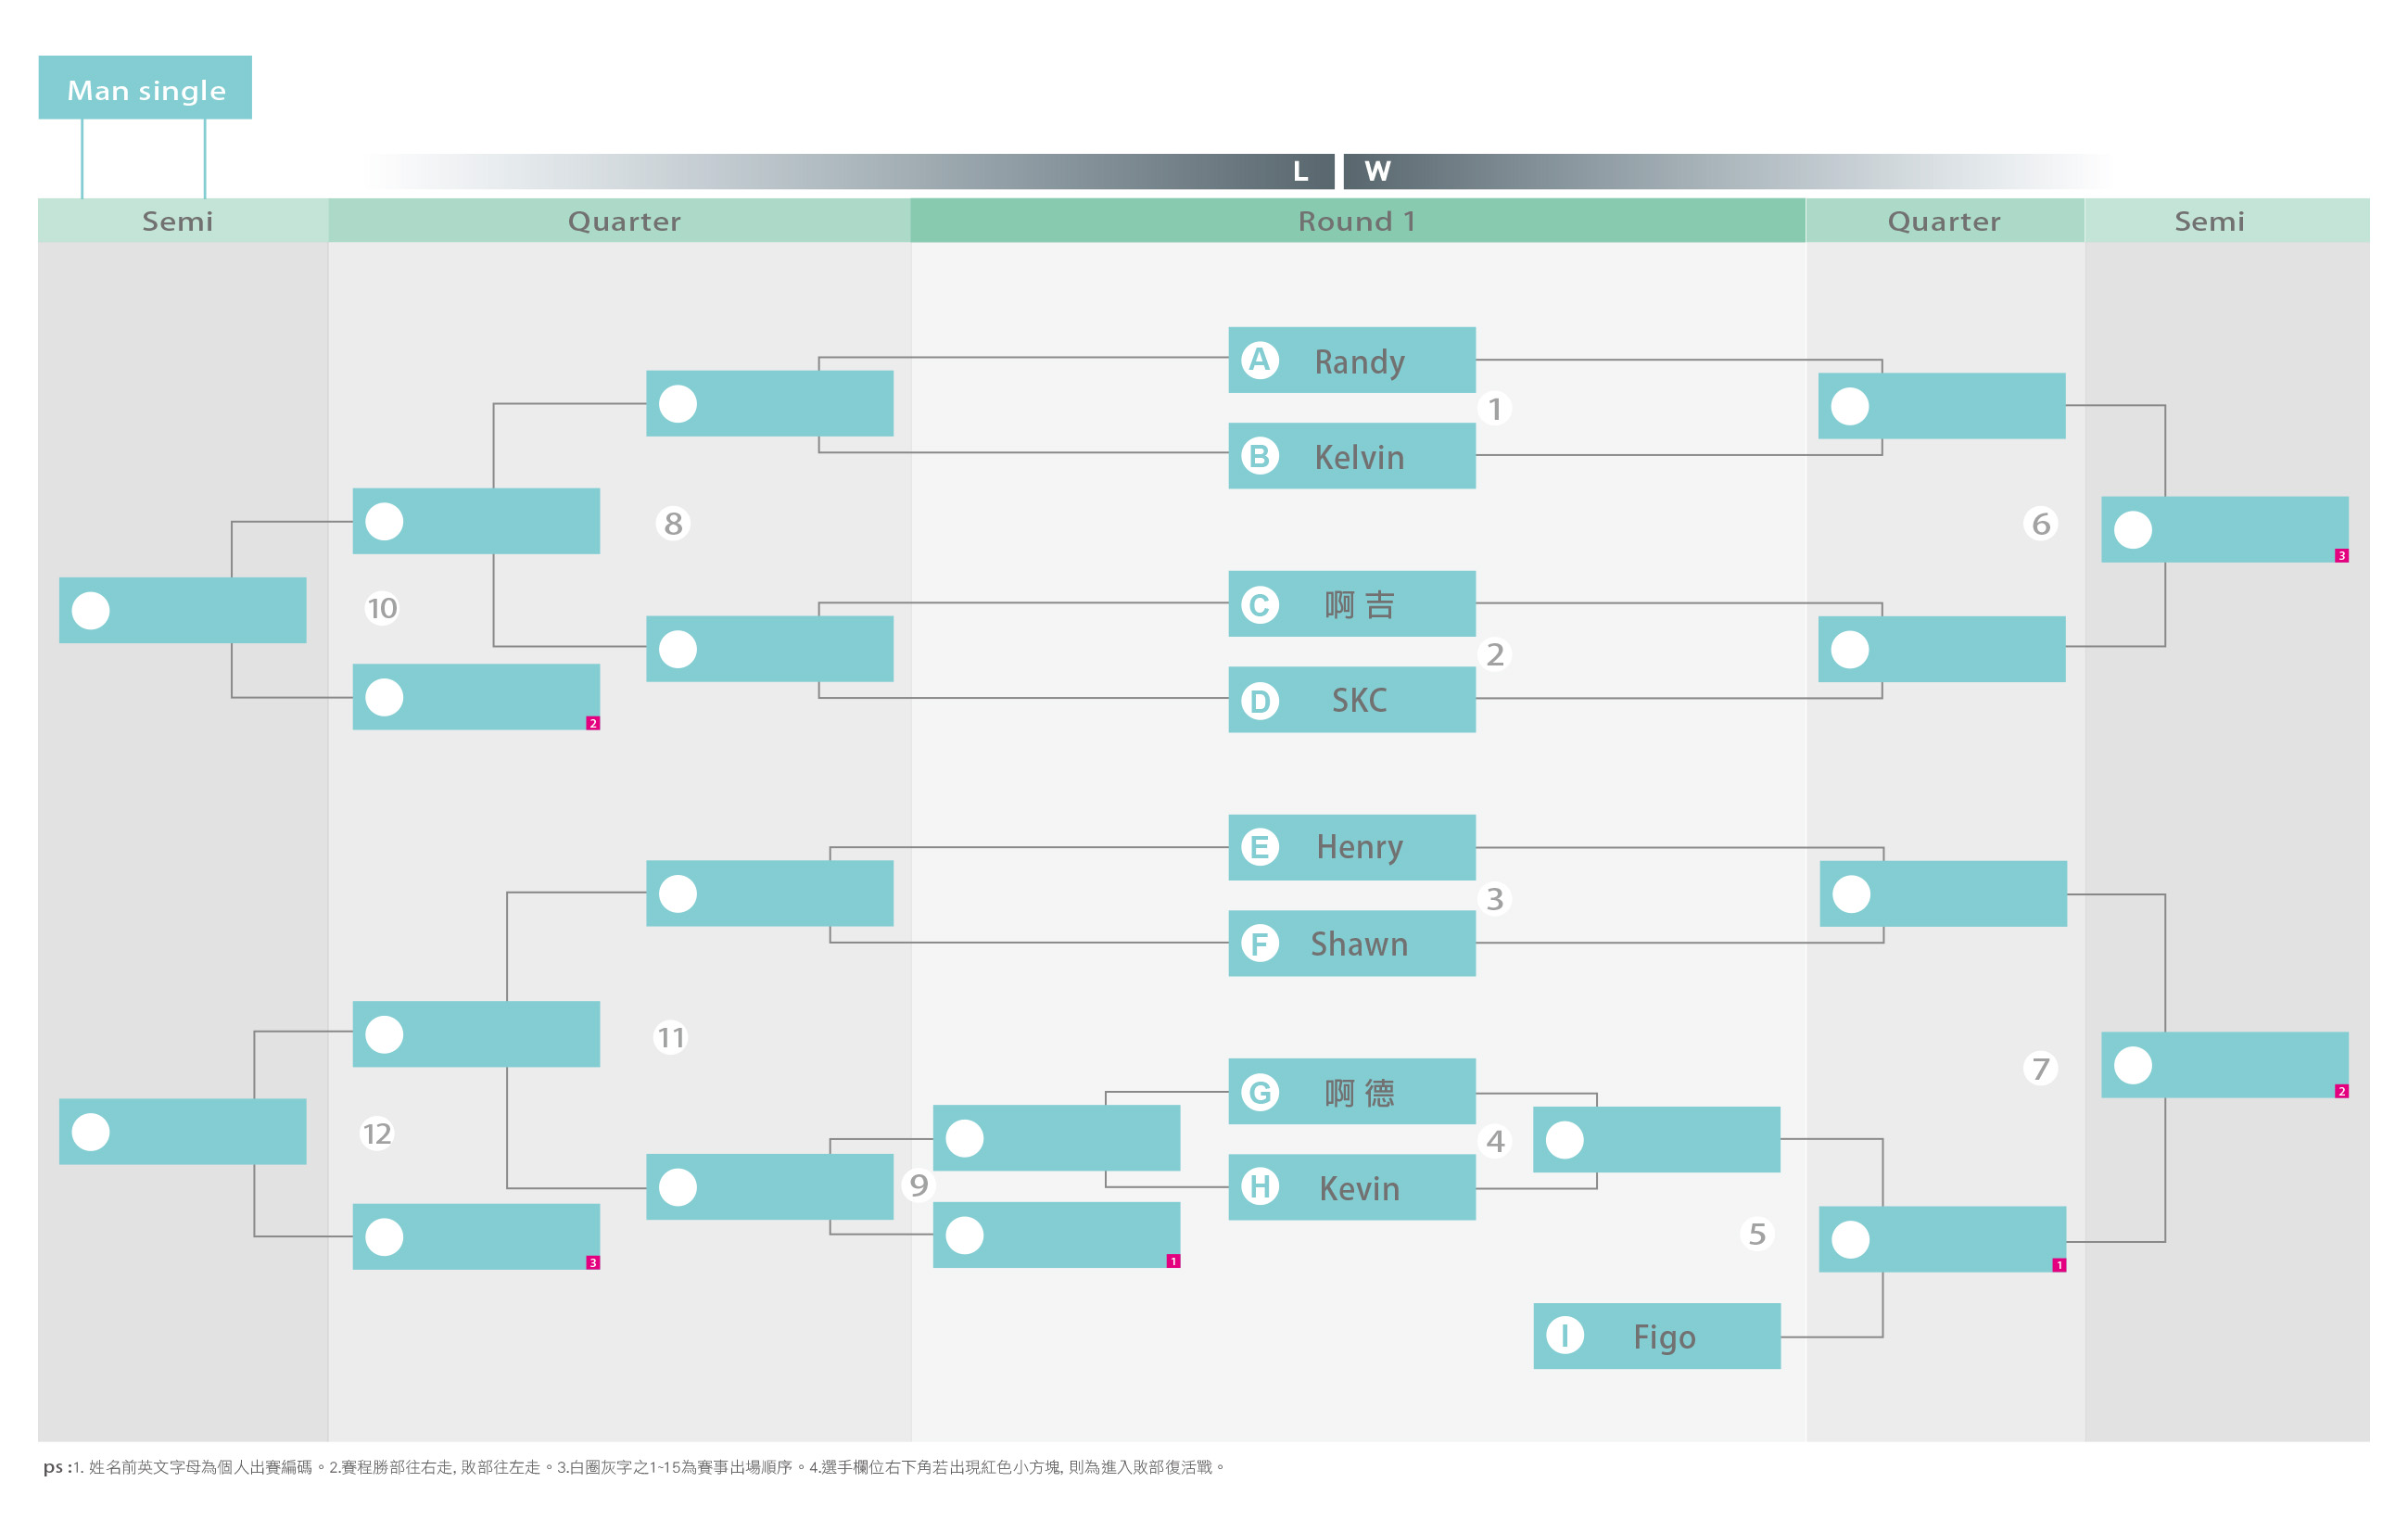 Man single
L W
Semi Quarter Round 1 Quarter Semi
A Randy
1
B Kelvin
8
6
3
C 啊吉
10
2
D SKC
2
E Henry
3
F Shawn
11
7
G 啊德
2
12
4
9
H Kevin
5
3
1
1
I Figo
ps :1. 姓名前英文字母為個人出賽編碼。2.賽程勝部往右走, 敗部往左走。3.白圈灰字之1~15為賽事出場順序。4.選手欄位右下角若出現紅色小方塊, 則為進入敗部復活戰。